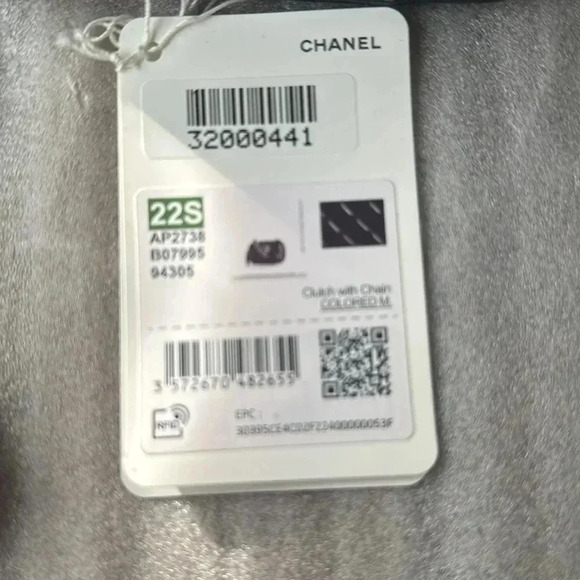 CHANEL
32000441
22S
AP2738
B07995
94305
Clutch with Chain
COLORED M.
3 572670 482655
RFID
EPC :